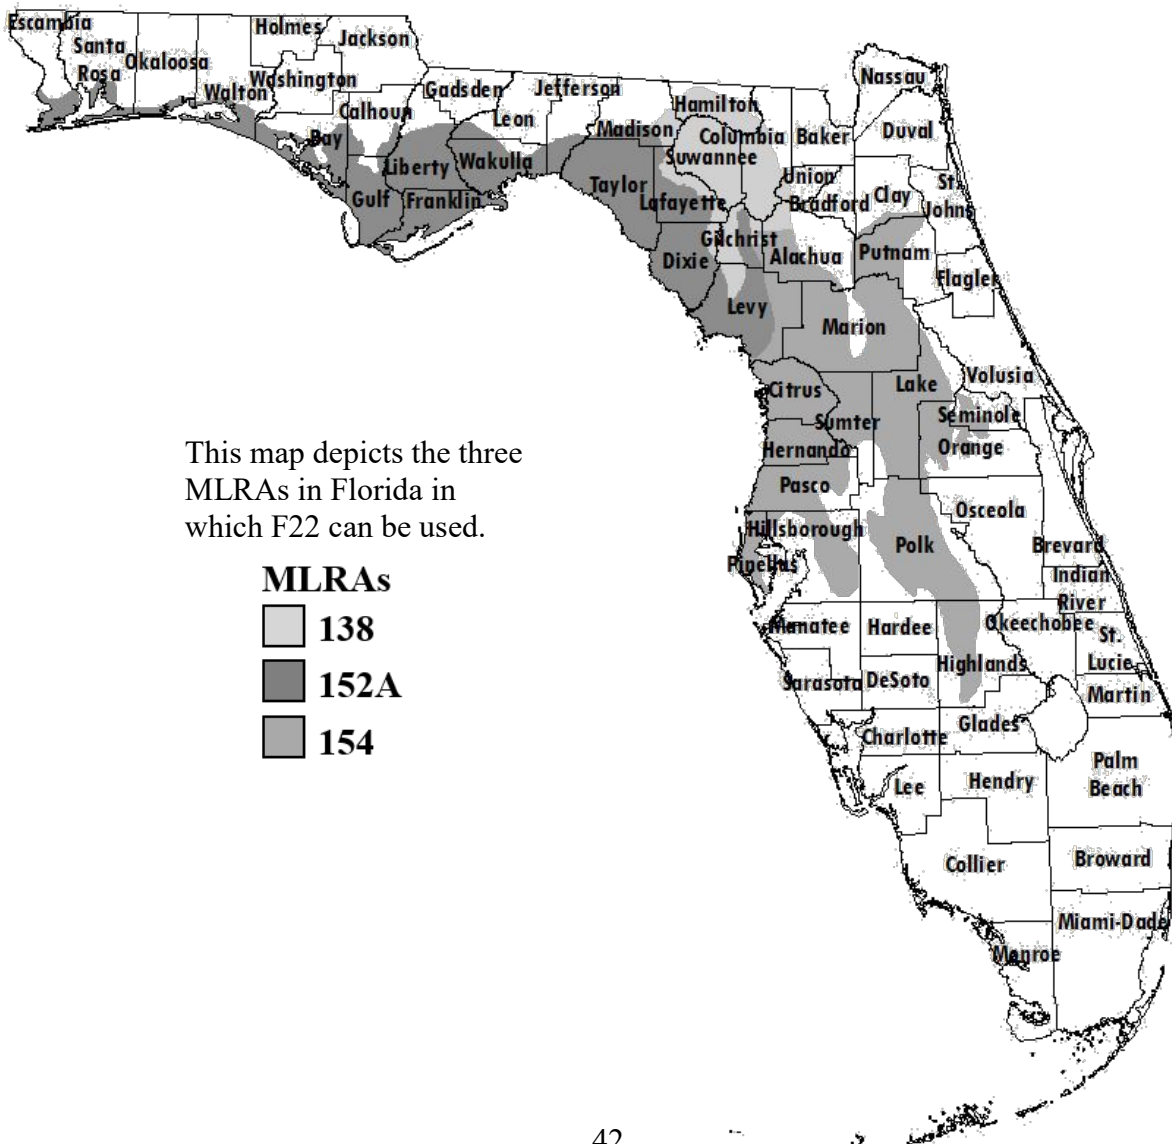 Escambia
Santa
Rosa
Okaloosa
Walton
Holmes
Washington
Jackson
Bay
Calhoun
Gulf
Liberty
Franklin
Gadsden
Leon
Wakulla
Jefferson
Madison
Taylor
Hamilton
Suwannee
Lafayette
Dixie
Columbia
Gilchrist
Levy
Baker
Union
Bradford
Alachua
Nassau
Duval
Clay
St.
Johns
Putnam
Flagler
Marion
Volusia
Citrus
Sumter
Lake
Seminole
Orange
Hernando
Pasco
Hillsborough
Pinellas
Polk
Osceola
Brevard
Indian
River
Manatee
Hardee
Okeechobee
St.
Lucie
Sarasota
DeSoto
Highlands
Martin
Charlotte
Glades
Lee
Hendry
Palm
Beach
Collier
Broward
Monroe
Miami-Dade
This map depicts the three
MLRAs in Florida in
which F22 can be used.
MLRAs
138
152A
154
42